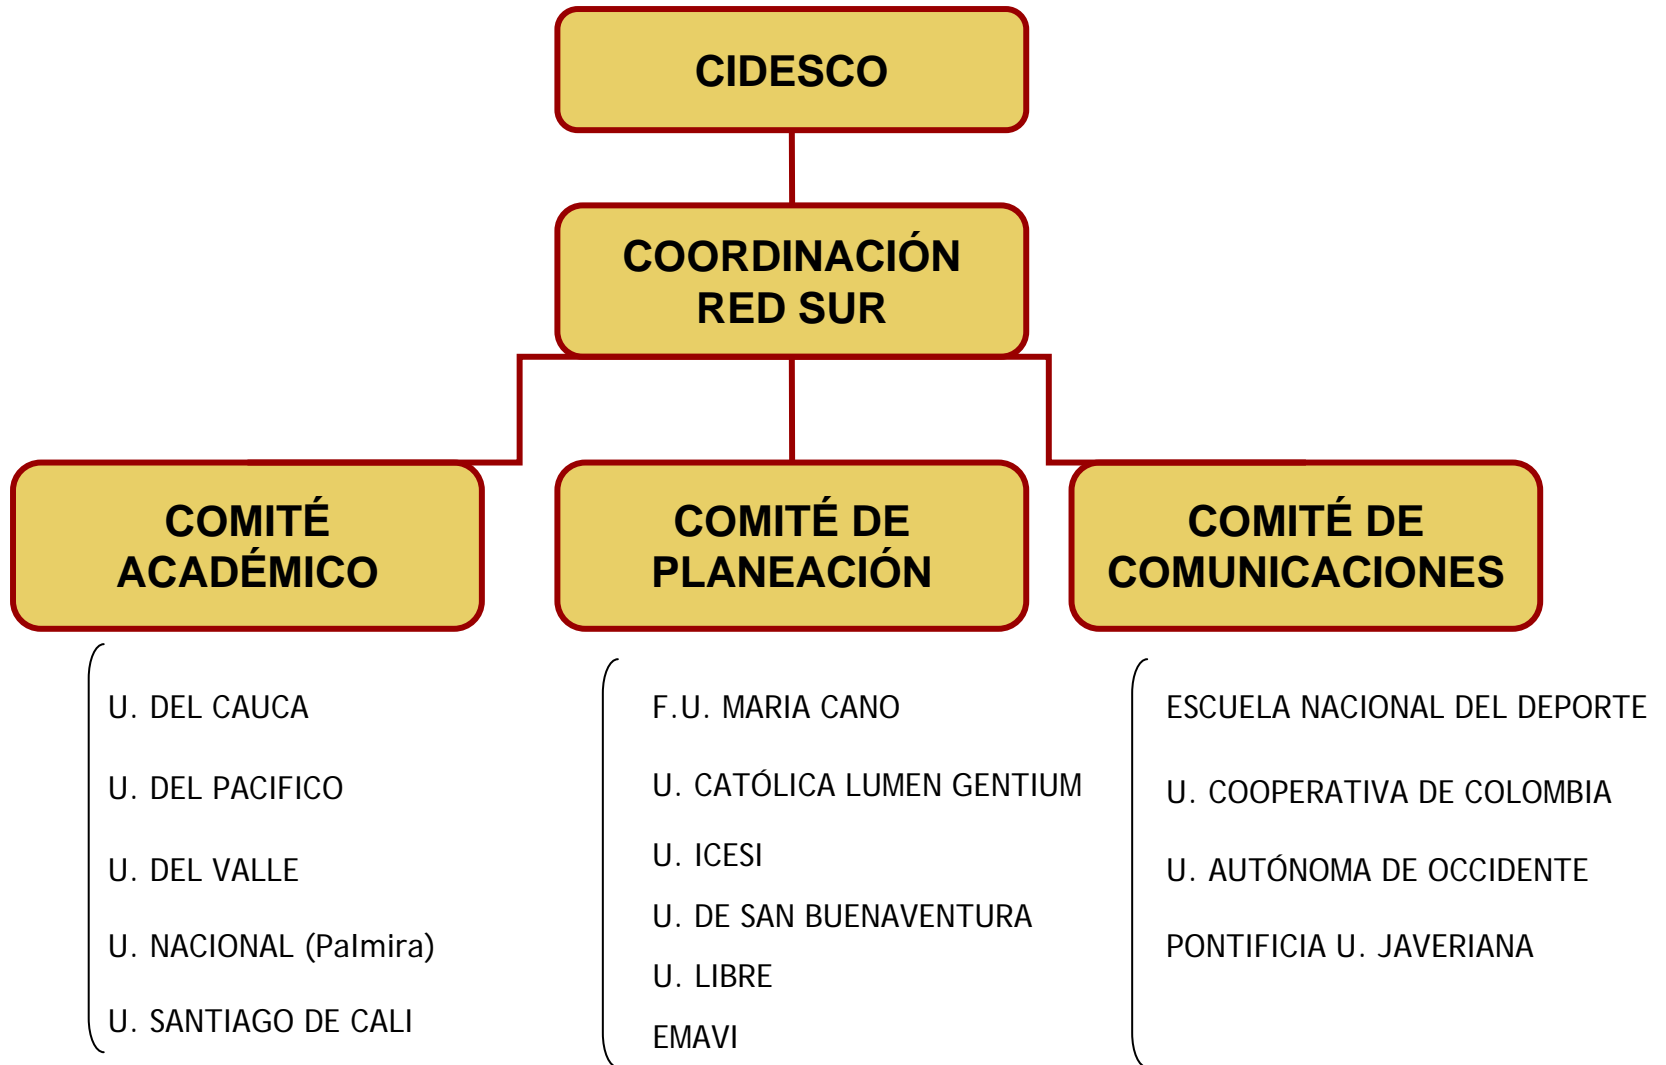 CIDESCO
COORDINACIÓN
RED SUR
COMITÉ
ACADÉMICO
COMITÉ DE
PLANEACIÓN
COMITÉ DE
COMUNICACIONES
U. DEL CAUCA
U. DEL PACIFICO
U. DEL VALLE
U. NACIONAL (Palmira)
U. SANTIAGO DE CALI
F.U. MARIA CANO
U. CATÓLICA LUMEN GENTIUM
U. ICESI
U. DE SAN BUENAVENTURA
U. LIBRE
EMAVI
ESCUELA NACIONAL DEL DEPORTE
U. COOPERATIVA DE COLOMBIA
U. AUTÓNOMA DE OCCIDENTE
PONTIFICIA U. JAVERIANA